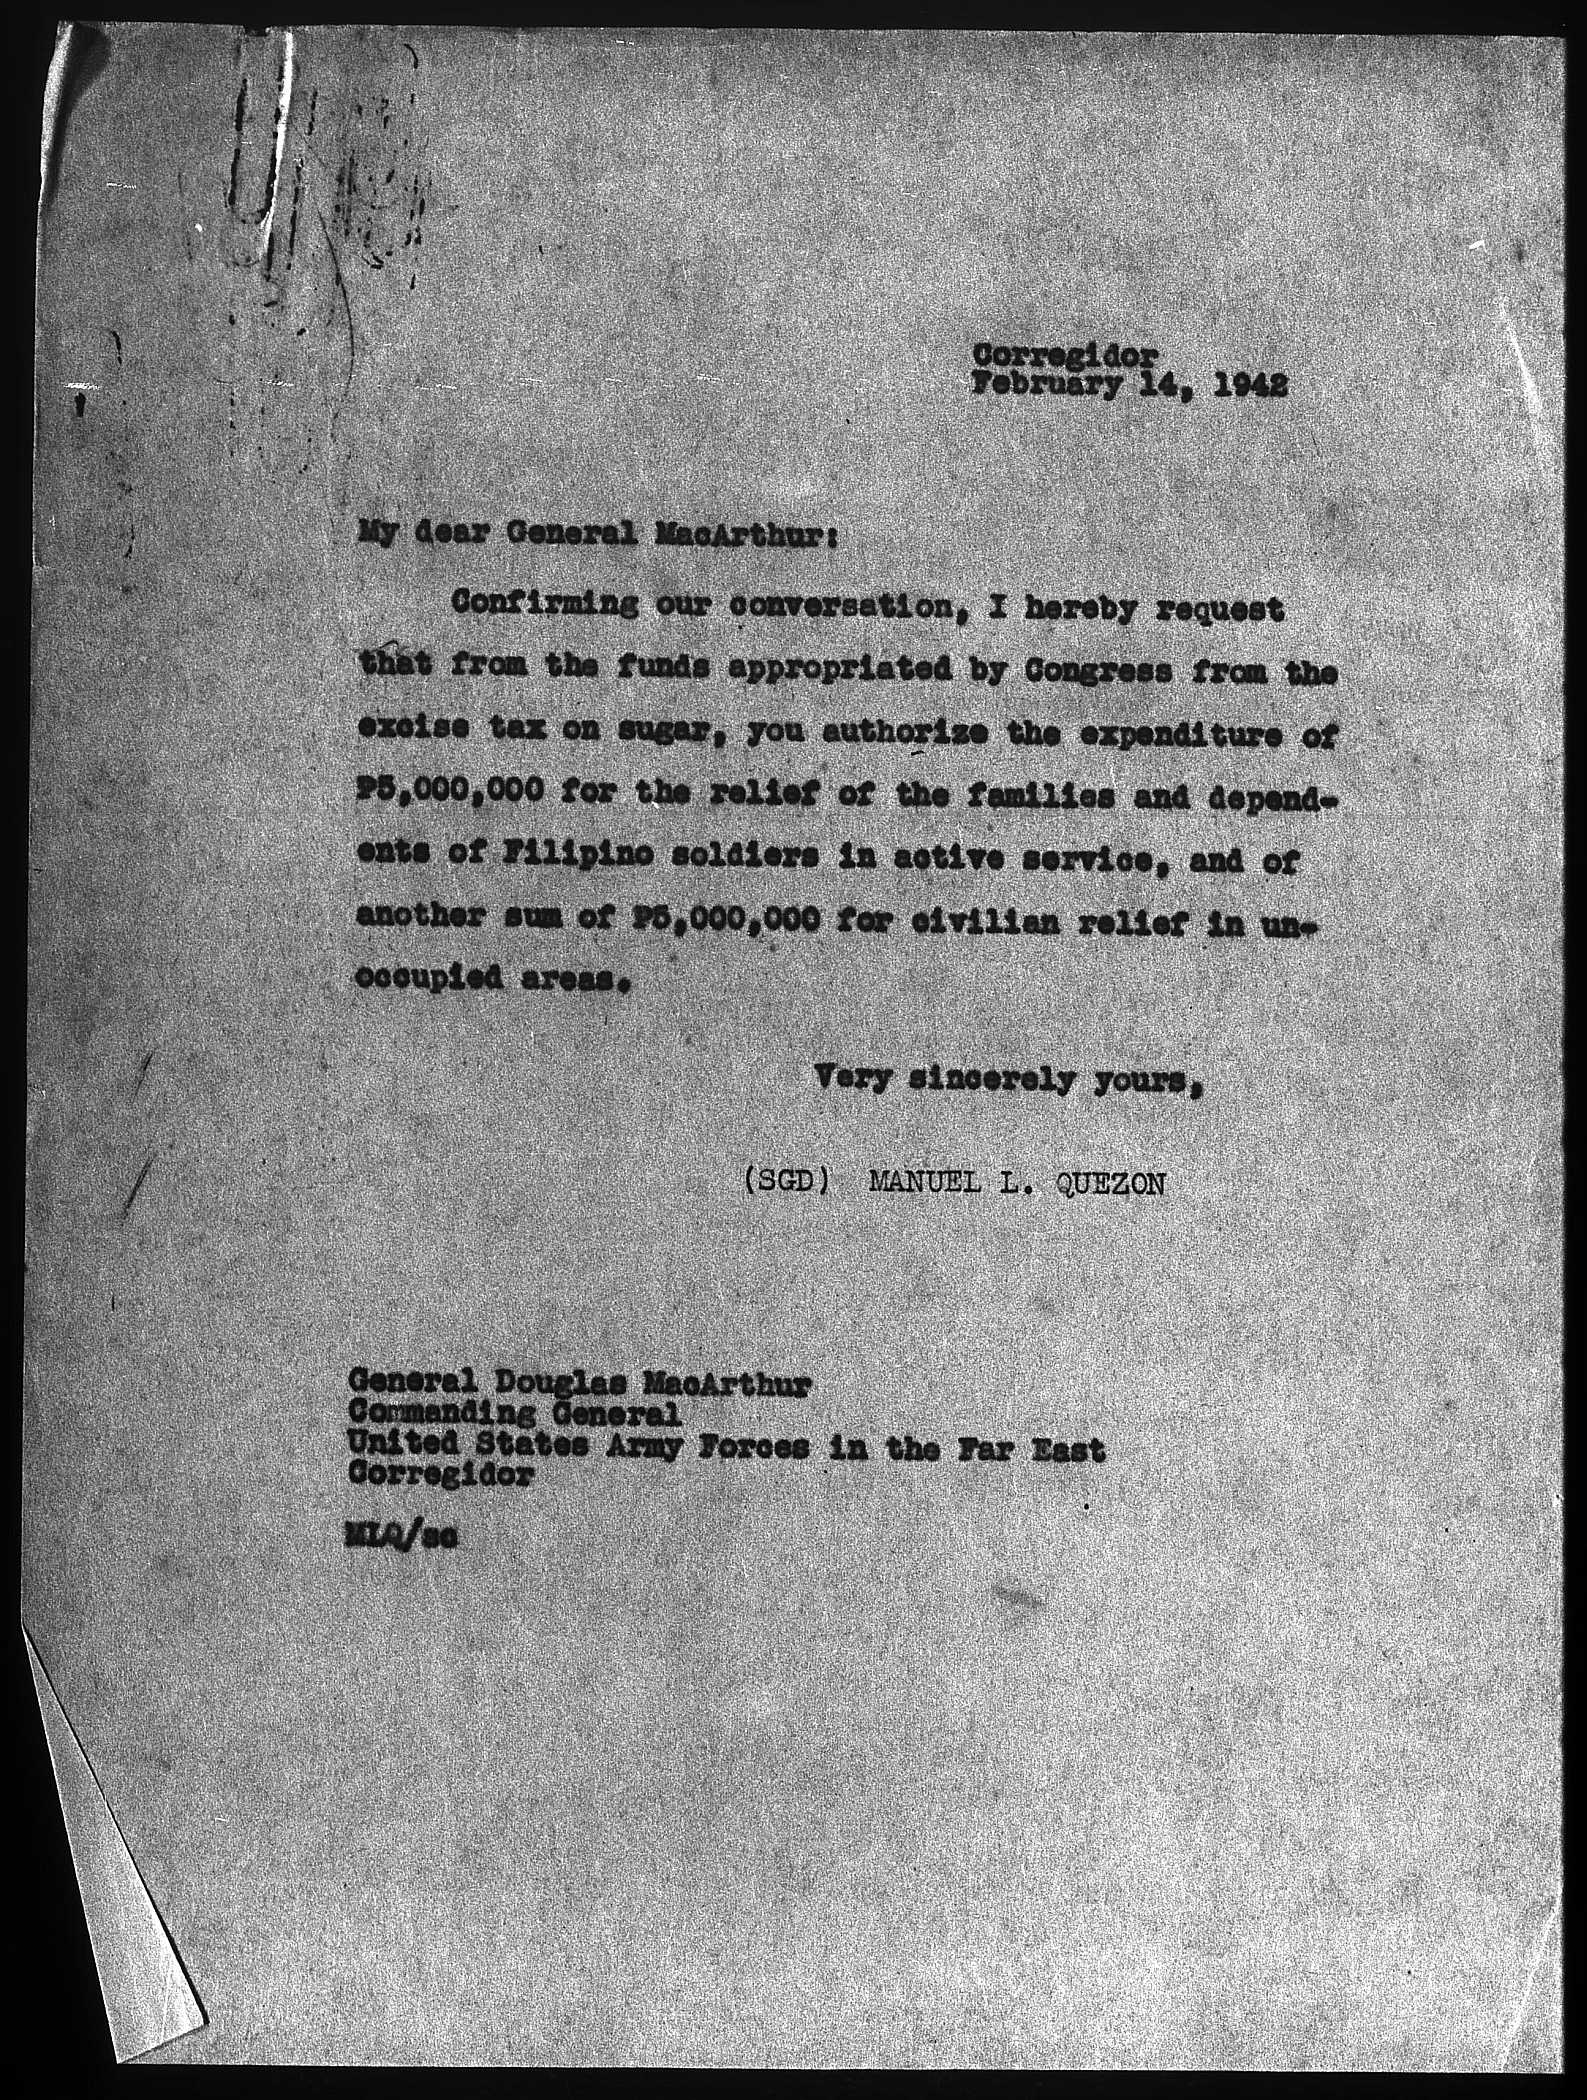 Corregidor
February 14, 1942
My dear General MacArthur:
Confirming our conversation, I hereby request
that from the funds appropriated by Congress from the
excise tax on sugar, you authorize the expenditure of
P5,000,000 for the relief of the families and depend-
ents of Filipino soldiers in active service, and of
another sum of P5,000,000 for civilian relief in un-
occupied areas.
Very sincerely yours,
(SGD) MANUEL L. QUEZON
General Douglas MacArthur
Commanding General
United States Army Forces in the Far East
Corregidor
MLQ/sc